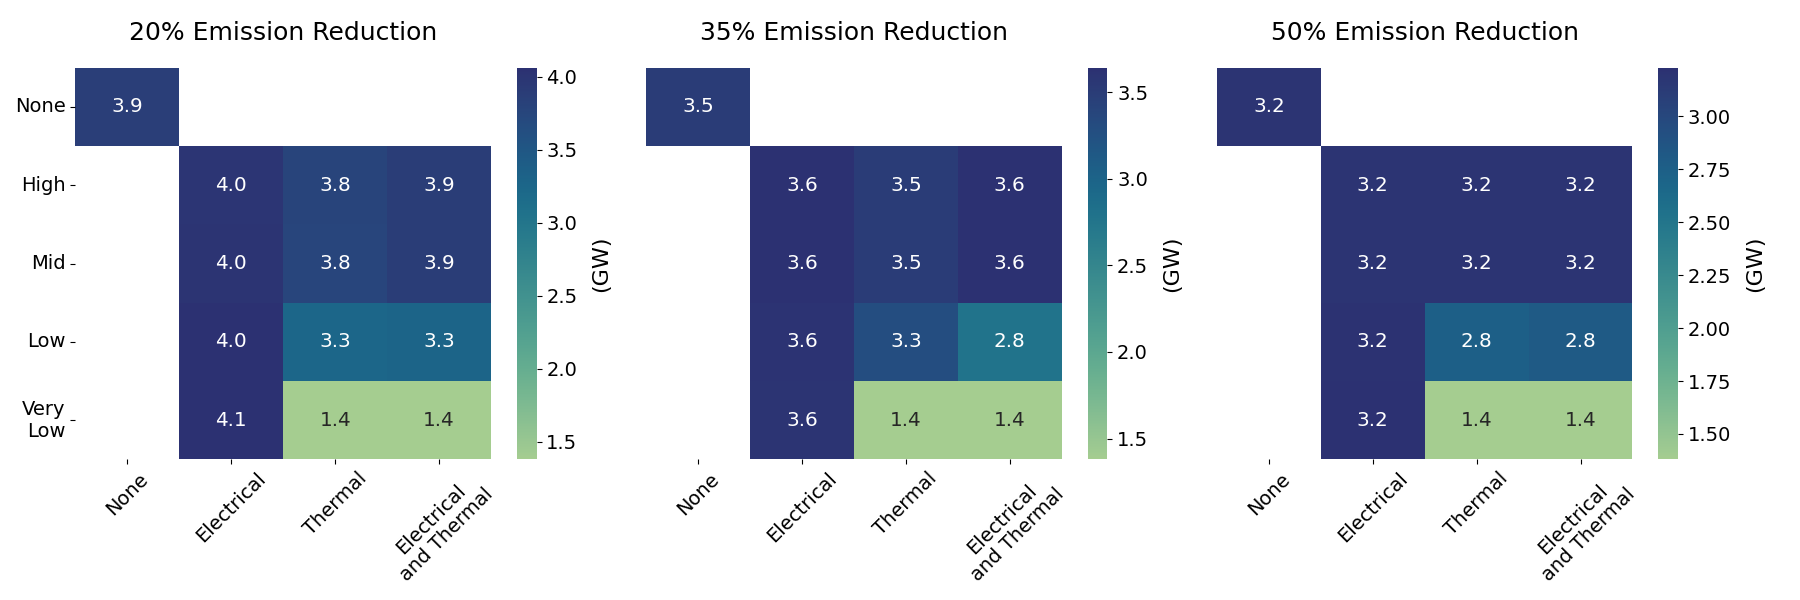 20% Emission Reduction
35% Emission Reduction
50% Emission Reduction
None
High
Mid
Low
Very
Low
3.9
4.0 3.8 3.9
4.0 3.8 3.9
4.0 3.3 3.3
4.1 1.4 1.4
None
Electrical
Thermal
Electrical
and Thermal
4.0
3.5
3.0
2.5
2.0
1.5
(GW)
3.5
3.6 3.5 3.6
3.6 3.5 3.6
3.6 3.3 2.8
3.6 1.4 1.4
None
Electrical
Thermal
Electrical
and Thermal
3.5
3.0
2.5
2.0
1.5
(GW)
3.2
3.2 3.2 3.2
3.2 3.2 3.2
3.2 2.8 2.8
3.2 1.4 1.4
None
Electrical
Thermal
Electrical
and Thermal
3.00
2.75
2.50
2.25
2.00
1.75
1.50
(GW)